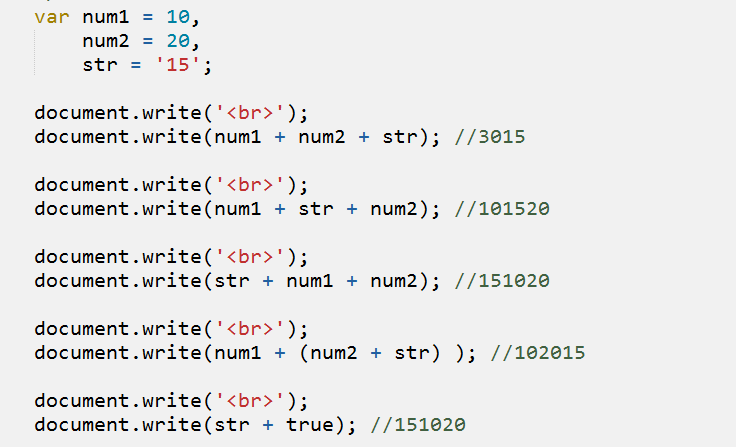 var num1 = 10,
    num2 = 20,
    str = '15';
document.write('<br>');
document.write(num1 + num2 + str); //3015
document.write('<br>');
document.write(num1 + str + num2); //101520
document.write('<br>');
document.write(str + num1 + num2); //151020
document.write('<br>');
document.write(num1 + (num2 + str) ); //102015
document.write('<br>');
document.write(str + true); //151020